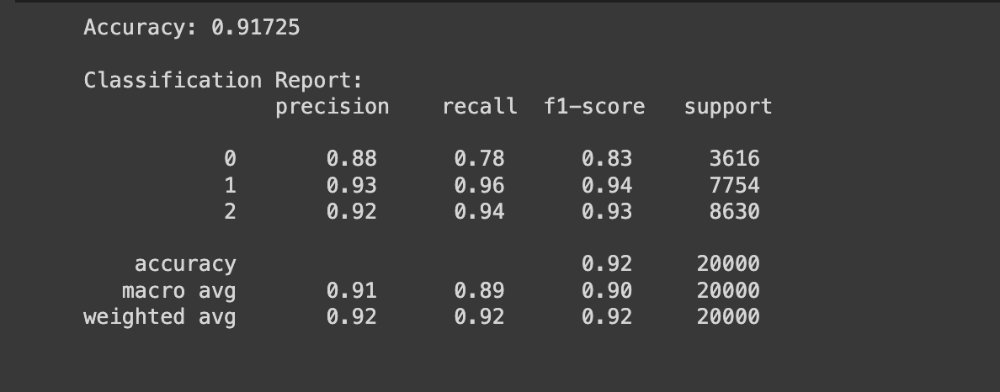 Accuracy: 0.91725
Classification Report:
precision recall f1-score support
0 0.88 0.78 0.83 3616
1 0.93 0.96 0.94 7754
2 0.92 0.94 0.93 8630
accuracy 0.92 20000
macro avg 0.91 0.89 0.90 20000
weighted avg 0.92 0.92 0.92 20000